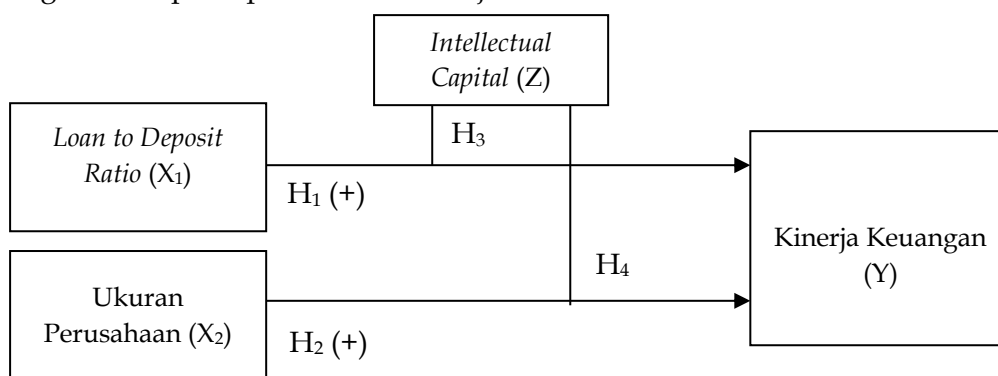 Intellectual
Capital (Z)
H₃
Loan to Deposit
Ratio (X₁)
H₁ (+)
Kinerja Keuangan
(Y)
H₄
Ukuran
Perusahaan (X₂)
H₂ (+)